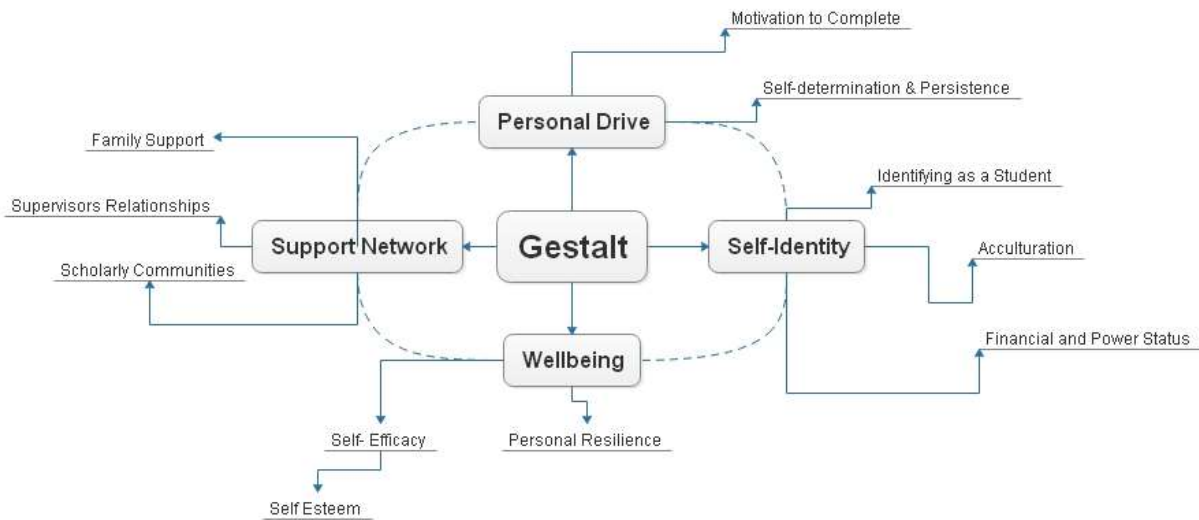 Motivation to Complete
Self-determination & Persistence
Personal Drive
Family Support
Identifying as a Student
Supervisors Relationships
Support Network
Gestalt
Self-Identity
Acculturation
Scholarly Communities
Financial and Power Status
Wellbeing
Self- Efficacy
Personal Resilience
Self Esteem